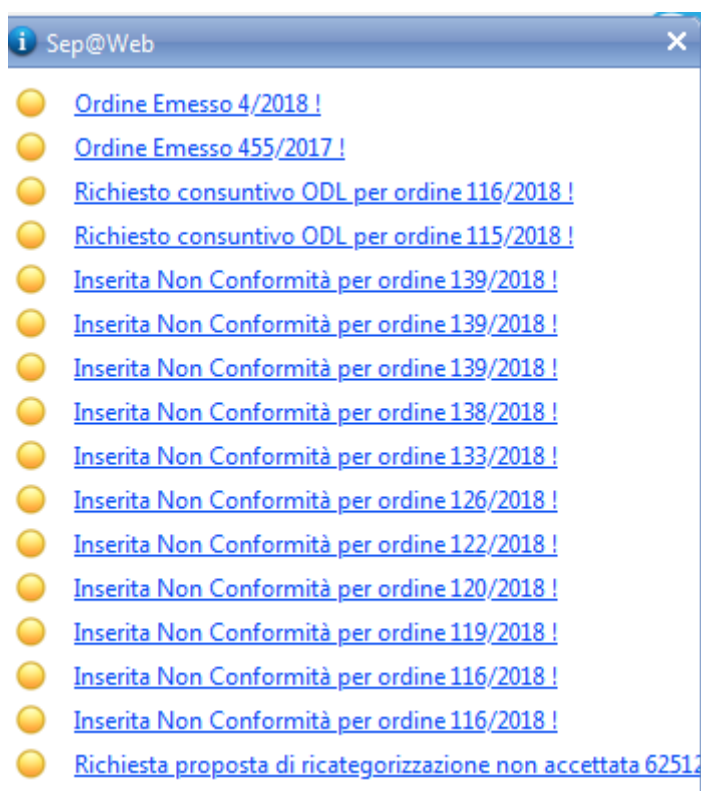 Sep@Web
Ordine Emesso 4/2018 !
Ordine Emesso 455/2017 !
Richiesto consuntivo ODL per ordine 116/2018 !
Richiesto consuntivo ODL per ordine 115/2018 !
Inserita Non Conformità per ordine 139/2018 !
Inserita Non Conformità per ordine 139/2018 !
Inserita Non Conformità per ordine 139/2018 !
Inserita Non Conformità per ordine 138/2018 !
Inserita Non Conformità per ordine 133/2018 !
Inserita Non Conformità per ordine 126/2018 !
Inserita Non Conformità per ordine 122/2018 !
Inserita Non Conformità per ordine 120/2018 !
Inserita Non Conformità per ordine 119/2018 !
Inserita Non Conformità per ordine 116/2018 !
Inserita Non Conformità per ordine 116/2018 !
Richiesta proposta di ricategorizzazione non accettata 62512